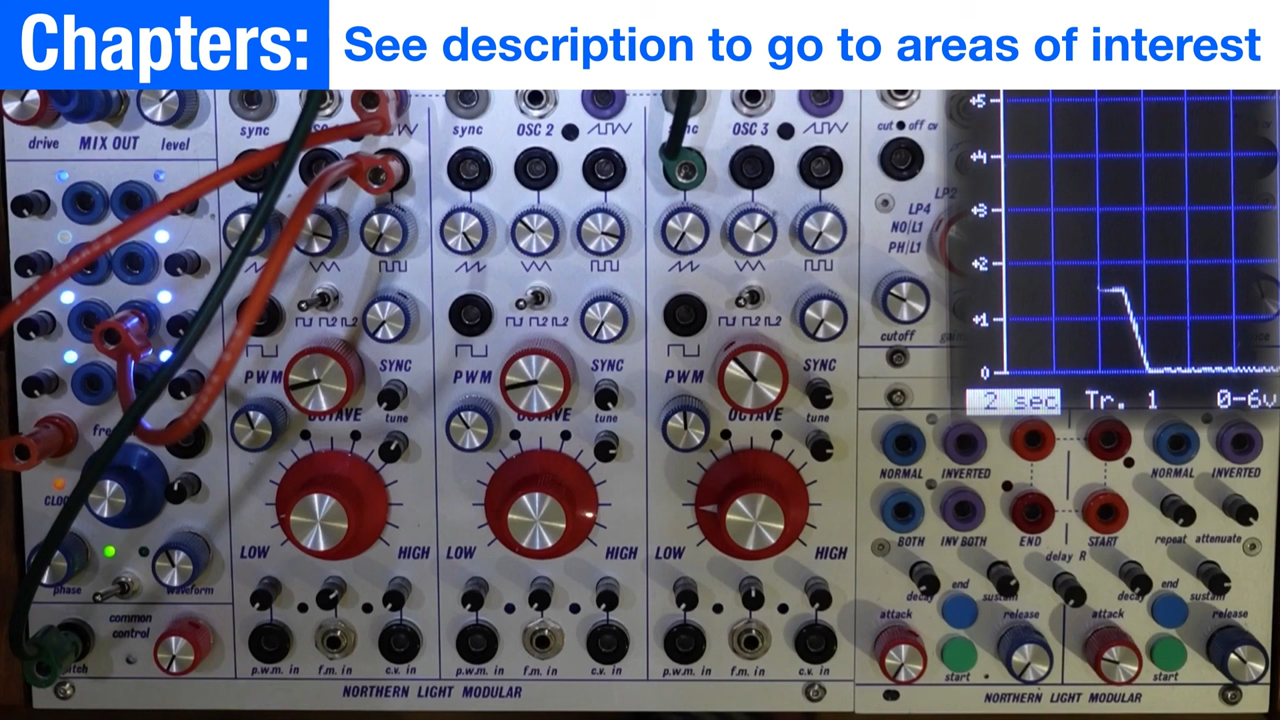 Chapters:
See description to go to areas of interest
drive MIX OUT level
sync
sync OSC 2
OSC 3
cut off cv
LP2
LP4
NO/L1
PH/L1
cutoff
+5
+4
+3
+2
+1
0
2 sec Tr. 1 0-6v
PWM SYNC
PWM SYNC
PWM SYNC
OCTAVE tune
OCTAVE tune
OCTAVE tune
LOW HIGH
LOW HIGH
LOW HIGH
phase waveform
common
control
pitch
p.w.m. in f.m. in c.v. in
p.w.m. in f.m. in c.v. in
p.w.m. in f.m. in c.v. in
NORTHERN LIGHT MODULAR
NORMAL INVERTED NORMAL INVERTED
BOTH INV BOTH END START repeat attenuate
delay R
decay end sustain decay end sustain
attack release attack release
start start
NORTHERN LIGHT MODULAR